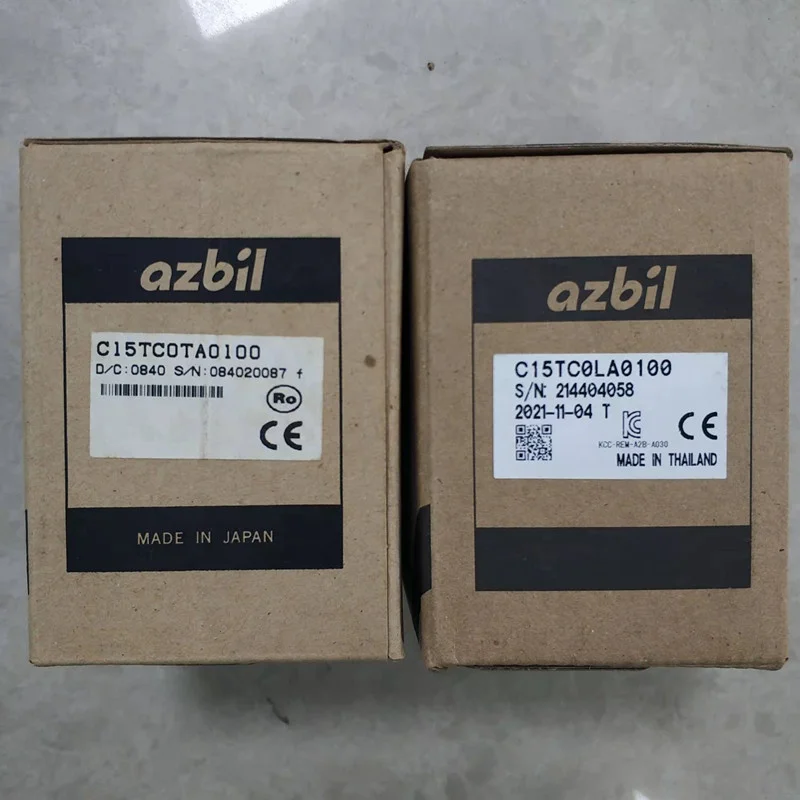 azbil
C15TC0TA0100
D/C:0840 S/N:084020087 f
Ro
CE
MADE IN JAPAN
azbil
C15TC0LA0100
S/N: 214404058
2021-11-04 T
KC
CE
KCC-REM-A2B-A030
MADE IN THAILAND